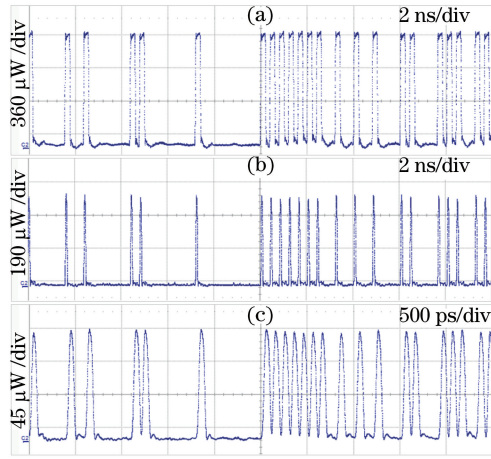 (a)
2 ns/div
360 μW /div
(b)
2 ns/div
190 μW /div
(c)
500 ps/div
45 μW /div